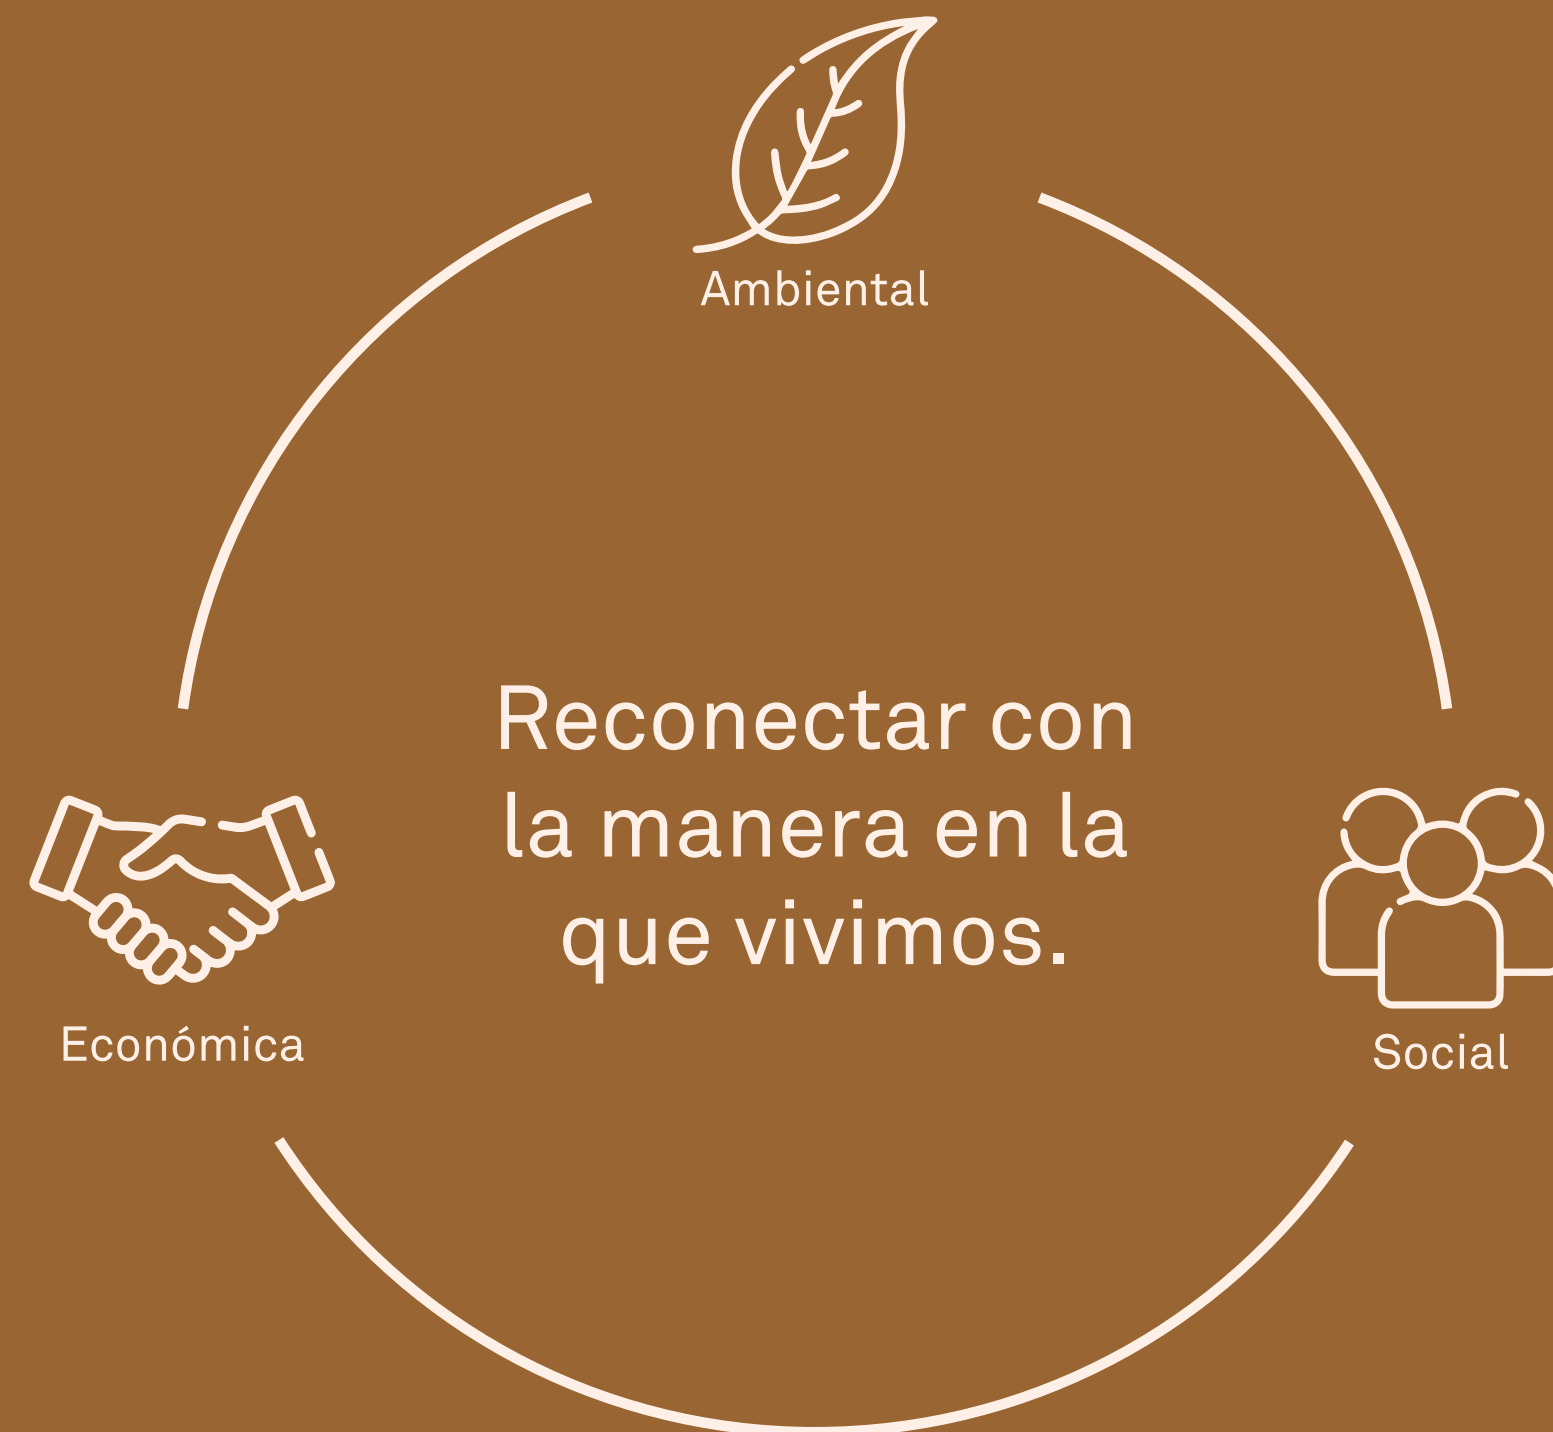 Ambiental
Reconectar con
la manera en la
que vivimos.
Económica
Social